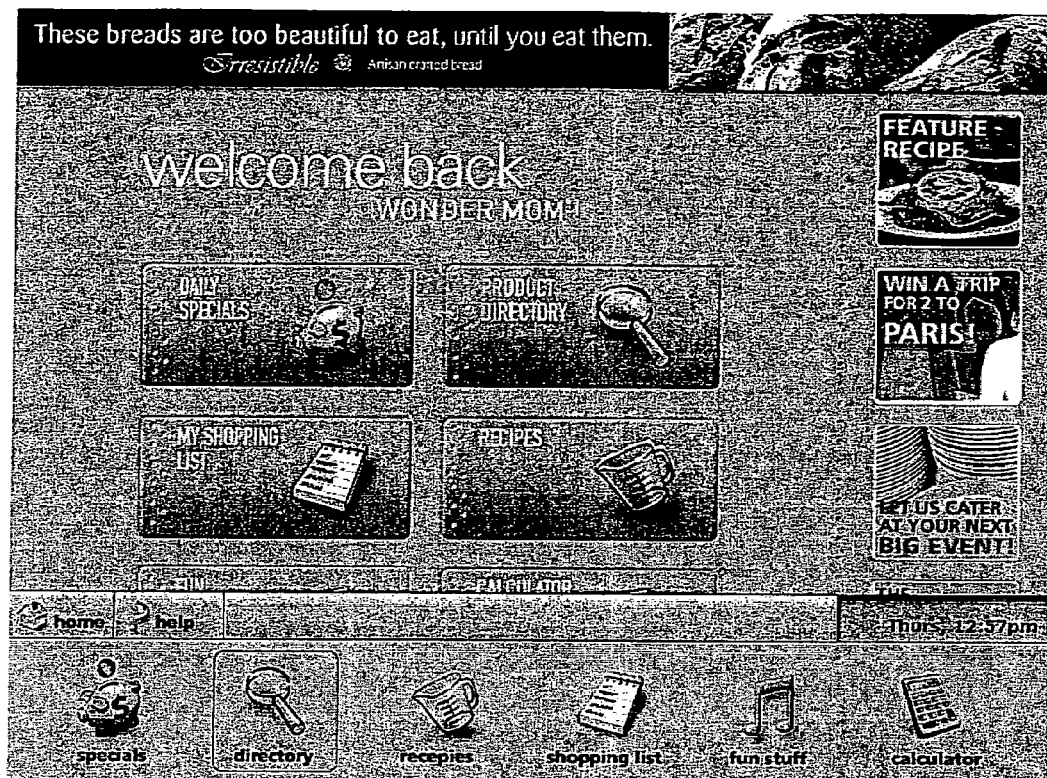 These breads are too beautiful to eat, until you eat them.
Irresistible Artisan crafted bread
welcome back
WONDER MOM!
FEATURE
RECIPE
DAILY
SPECIALS
PRODUCT
DIRECTORY
WIN A TRIP
FOR 2 TO
PARIS!
MY SHOPPING
LIST
RECIPES
LET US CATER
AT YOUR NEXT
BIG EVENT!
FUN
CALCULATOR
THE
home help
Thurs, 12:57pm
specials directory recepies shopping list fun stuff calculator